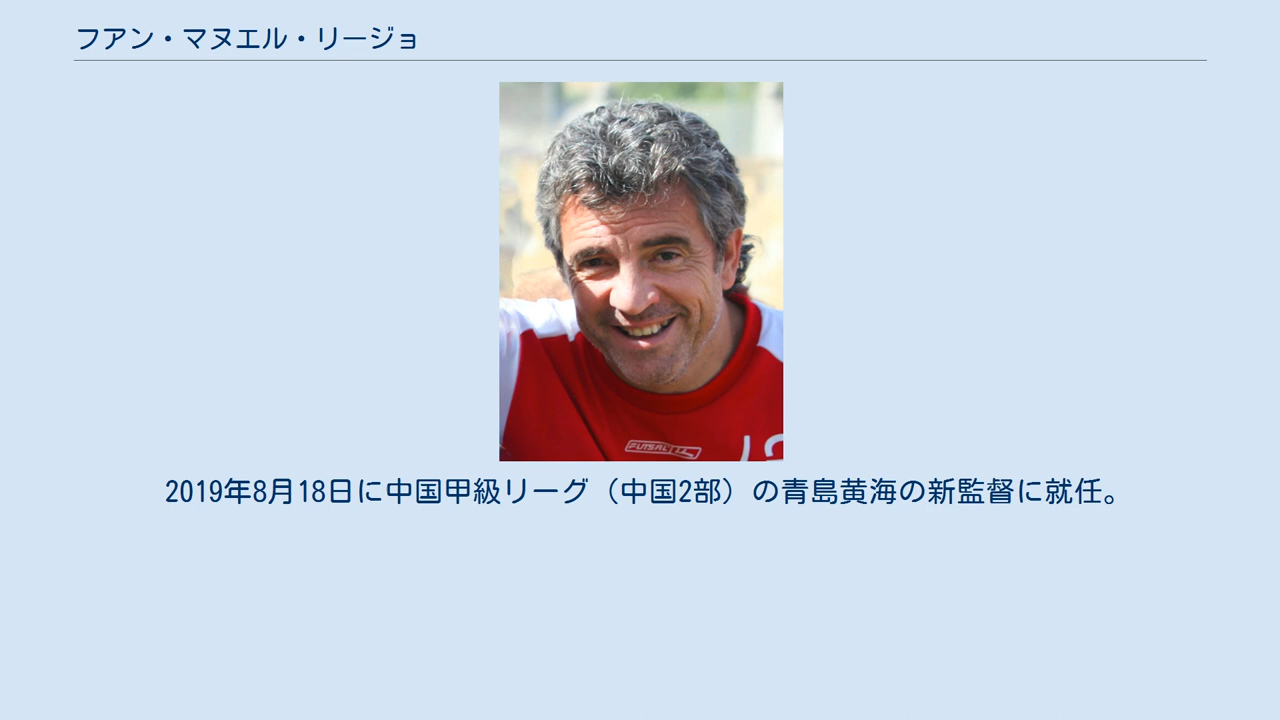 フアン・マヌエル・リージョ
FUTSAL
2019年8月18日に中国甲級リーグ（中国2部）の青島黄海の新監督に就任。